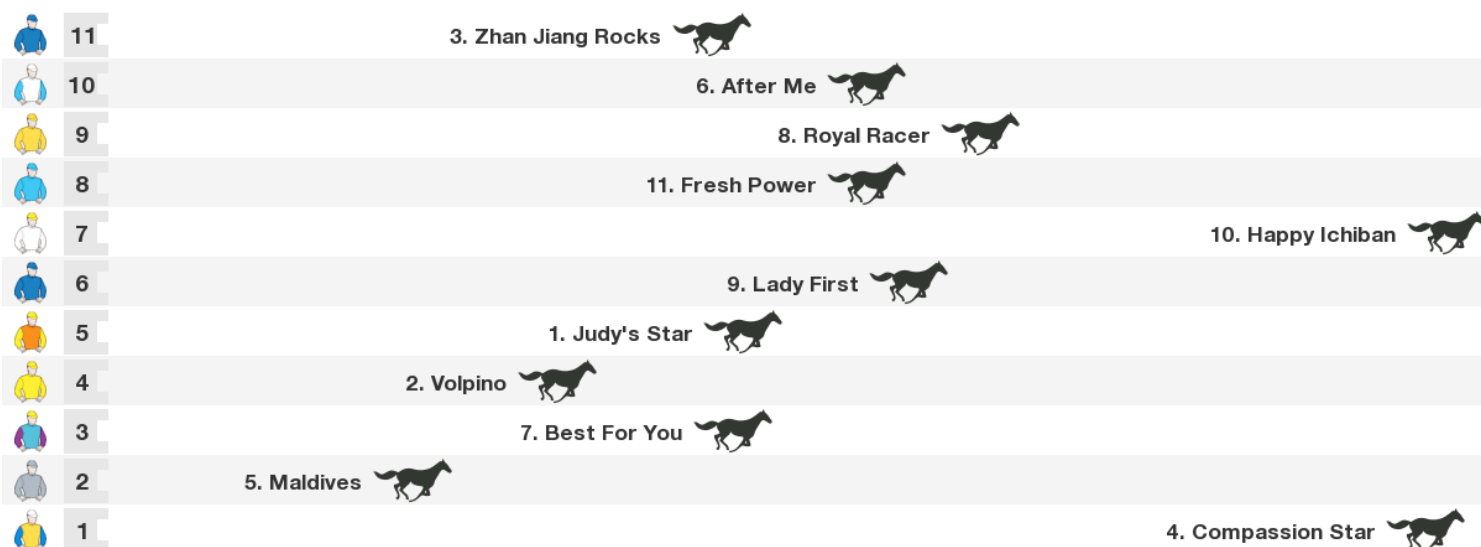 11 3. Zhan Jiang Rocks
10 6. After Me
9 8. Royal Racer
8 11. Fresh Power
7 10. Happy Ichiban
6 9. Lady First
5 1. Judy's Star
4 2. Volpino
3 7. Best For You
2 5. Maldives
1 4. Compassion Star